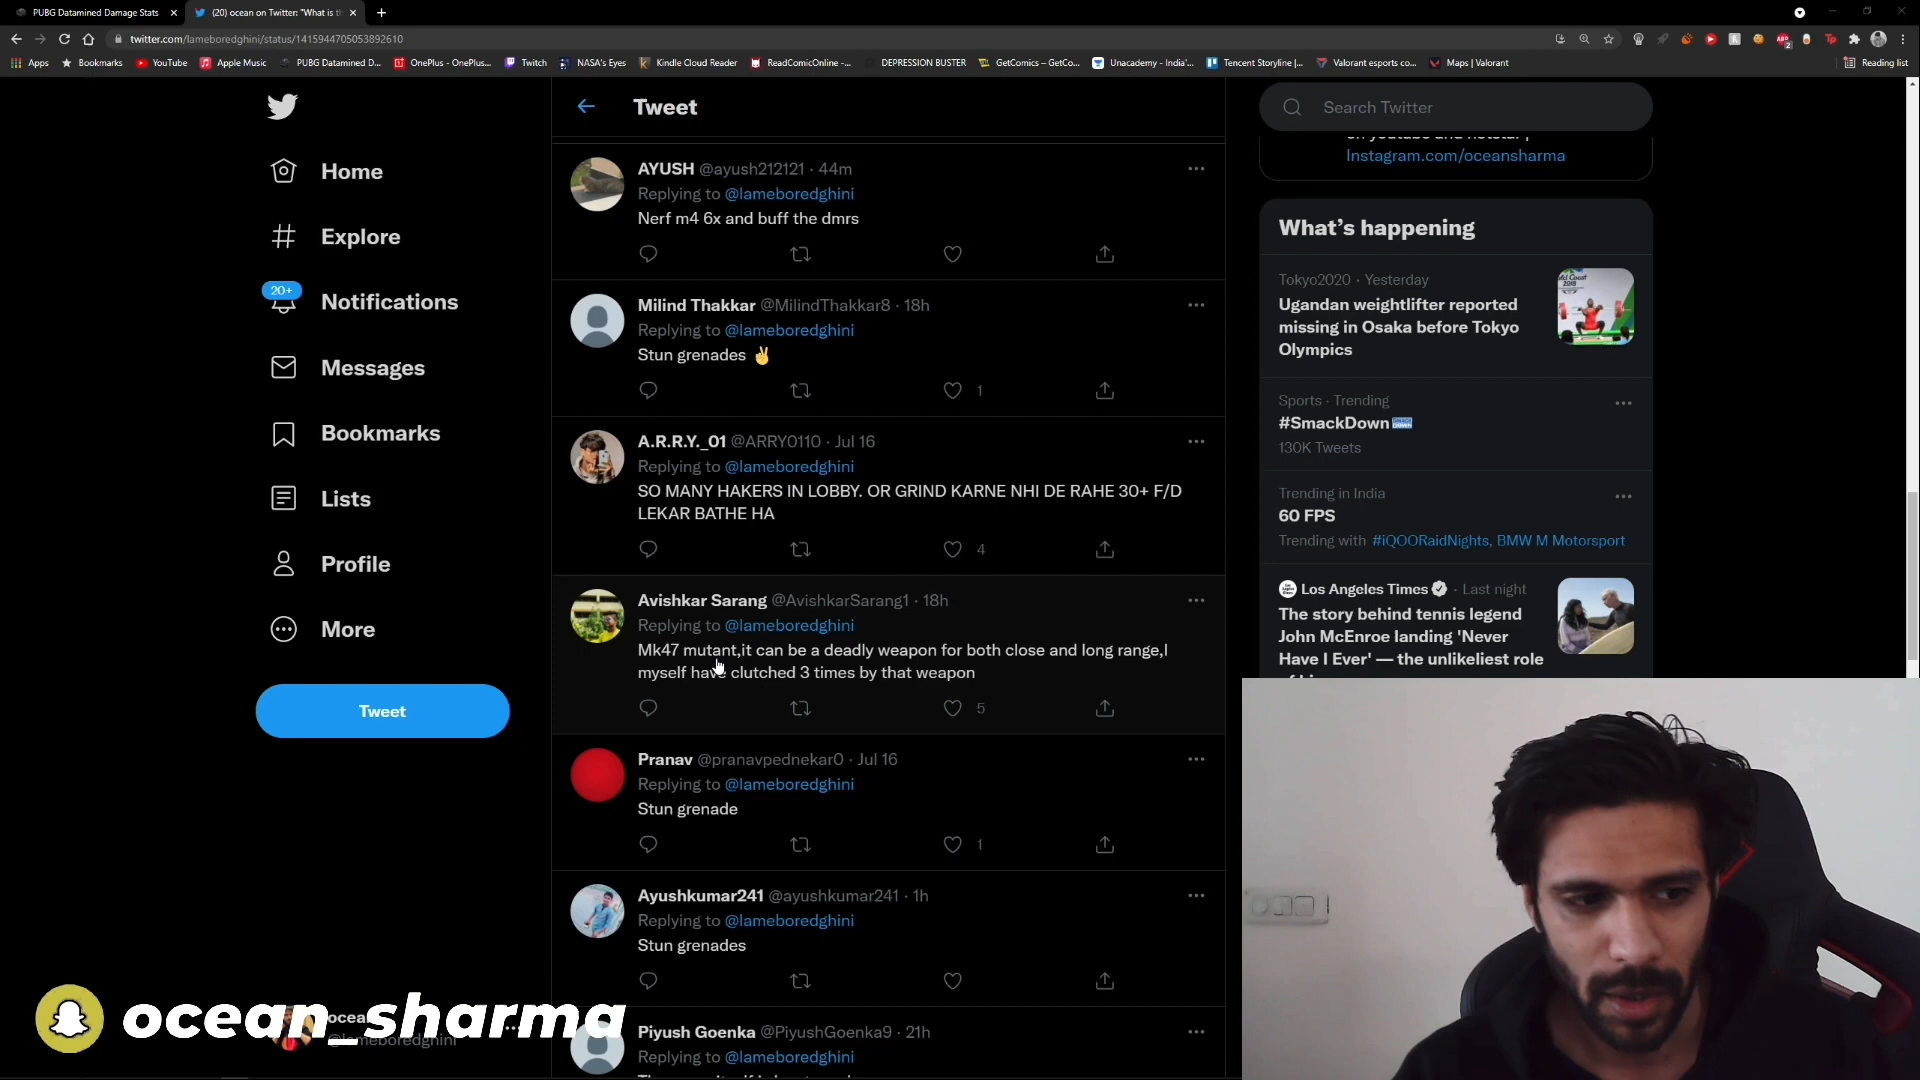 PUBG Datamined Damage Stats
(20) ocean on Twitter: "What is th
twitter.com/lameboredghini/status/1415944705053892610
Apps Bookmarks YouTube Apple Music PUBG Datamined D... OnePlus - OnePlus... Twitch NASA's Eyes Kindle Cloud Reader ReadComicOnline -... DEPRESSION BUSTER GetComics – GetCo... Unacademy - India'... Tencent Storyline |... Valorant esports co... Maps | Valorant Reading list
Home
Explore
20+
Notifications
Messages
Bookmarks
Lists
Profile
More
Tweet
Tweet
AYUSH @ayush212121 · 44m
Replying to @lameboredghini
Nerf m4 6x and buff the dmrs
Milind Thakkar @MilindThakkar8 · 18h
Replying to @lameboredghini
Stun grenades ✌
1
A.R.R.Y._01 @ARRY0110 · Jul 16
Replying to @lameboredghini
SO MANY HAKERS IN LOBBY. OR GRIND KARNE NHI DE RAHE 30+ F/D
LEKAR BATHE HA
4
Avishkar Sarang @AvishkarSarang1 · 18h
Replying to @lameboredghini
Mk47 mutant,it can be a deadly weapon for both close and long range,I
myself have clutched 3 times by that weapon
5
Pranav @pranavpednekar0 · Jul 16
Replying to @lameboredghini
Stun grenade
1
Ayushkumar241 @ayushkumar241 · 1h
Replying to @lameboredghini
Stun grenades
Piyush Goenka @PiyushGoenka9 · 21h
Replying to @lameboredghini
Search Twitter
Instagram.com/oceansharma
What's happening
Tokyo2020 · Yesterday
Ugandan weightlifter reported
missing in Osaka before Tokyo
Olympics
Sports · Trending
#SmackDown
130K Tweets
Trending in India
60 FPS
Trending with #iQOORaidNights, BMW M Motorsport
Los Angeles Times · Last night
The story behind tennis legend
John McEnroe landing 'Never
Have I Ever' — the unlikeliest role
ocean_sharma